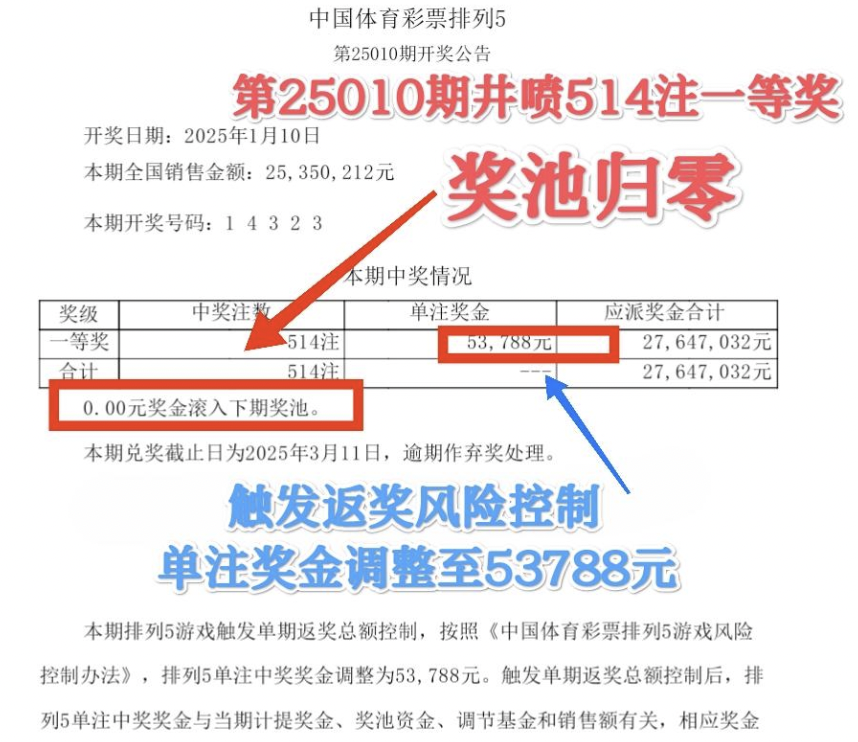 中国体育彩票排列5
第25010期开奖公告
第25010期井喷514注一等奖
开奖日期：2025年1月10日
本期全国销售金额：25,350,212元
奖池归零
本期开奖号码：1 4 3 2 3
本期中奖情况
奖级 中奖注数 单注奖金 应派奖金合计
一等奖 514注 53,788元 27,647,032元
合计 514注 --- 27,647,032元
0.00元奖金滚入下期奖池。
本期兑奖截止日为2025年3月11日，逾期作弃奖处理。
触发返奖风险控制
单注奖金调整至53788元
本期排列5游戏触发单期返奖总额控制，按照《中国体育彩票排列5游戏风险
控制办法》，排列5单注中奖奖金调整为53,788元。触发单期返奖总额控制后，排
列5单注中奖奖金与当期计提奖金、奖池资金、调节基金和销售额有关，相应奖金